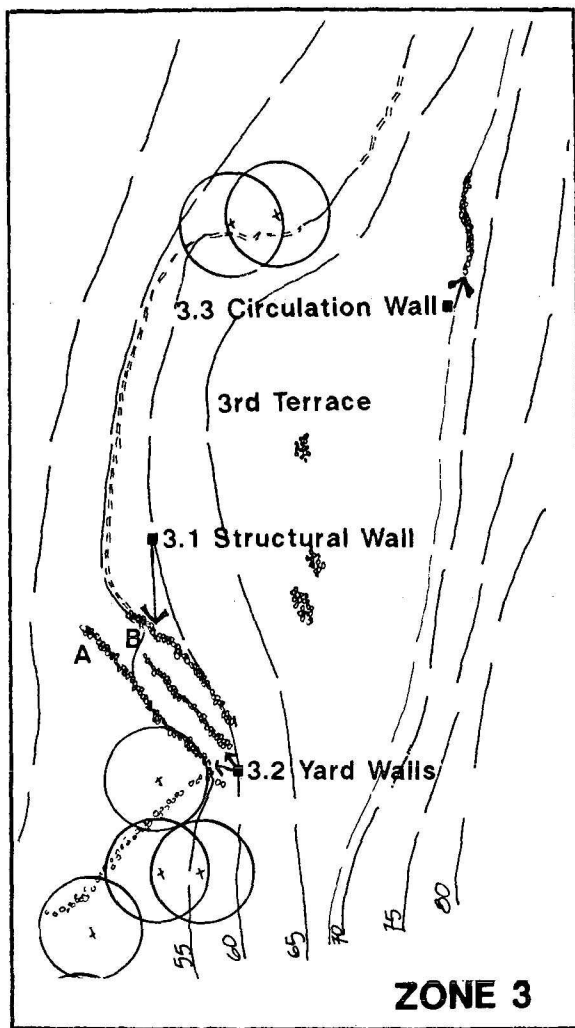 3.3 Circulation Wall
3rd Terrace
3.1 Structural Wall
A
B
3.2 Yard Walls
55
60
65
70
75
80
ZONE 3